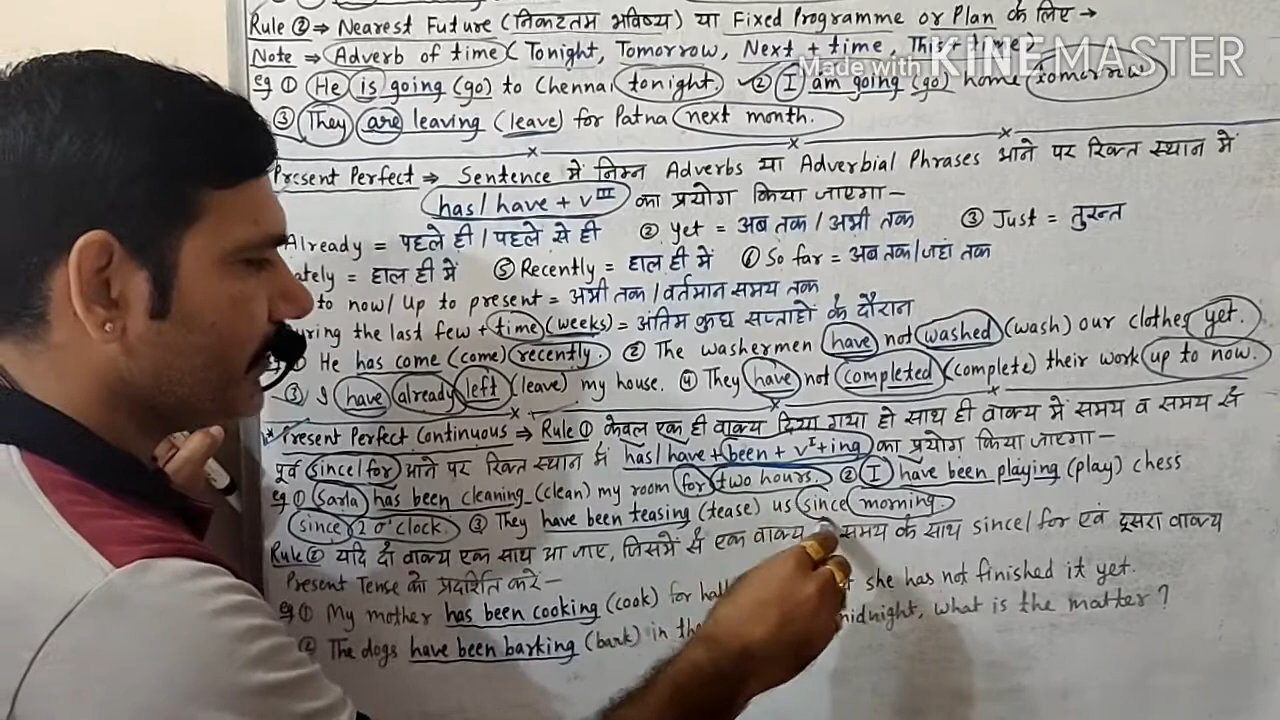 Rule ② ⇒ Nearest Future (निकटतम भविष्य) या Fixed Programme or Plan के लिए →
Note ⇒ Adverb of time (Tonight, Tomorrow, Next + time, This + time)
Made with KINEMASTER
eg ① He is going (go) to Chennai tonight. ② I am going (go) home tomorrow
③ They are leaving (leave) for Patna next month.
Present Perfect ⇒ Sentence में निम्न Adverbs या Adverbial Phrases आने पर रिक्त स्थान में
has/have + vIII का प्रयोग किया जाएगा –
Already = पहले ही / पहले से ही ② yet = अब तक / अभी तक ③ Just = तुरन्त
ately = हाल ही में ⑤ Recently = हाल ही में ⑥ So far = अब तक/जहां तक
to now/ Up to present = अभी तक / वर्तमान समय तक
uring the last few + time (weeks) = अंतिम कुछ सप्ताहों के दौरान
① He has come (come) recently. ② The washermen have not washed (wash) our clothes yet.
③ I have already left (leave) my house. ④ They have not completed (complete) their work up to now.
* Present Perfect Continuous ⇒ Rule ① केवल एक ही वाक्य दिया गया हो साथ ही वाक्य में समय व समय से
पूर्व since/for आने पर रिक्त स्थान में has/have + been + vI + ing का प्रयोग किया जाएगा –
eg ① Sarla has been cleaning (clean) my room for two hours. ② I have been playing (play) chess
since 2 o'clock. ③ They have been teasing (tease) us since morning.
Rule ② यदि दो वाक्य एक साथ आ जाए, जिसमें से एक वाक्य समय के साथ since/for एवं दूसरा वाक्य
Present Tense को प्रदर्शित करें –
eg ① My mother has been cooking (cook) for hal she has not finished it yet.
② The dogs have been barking (bark) in the midnight, what is the matter?